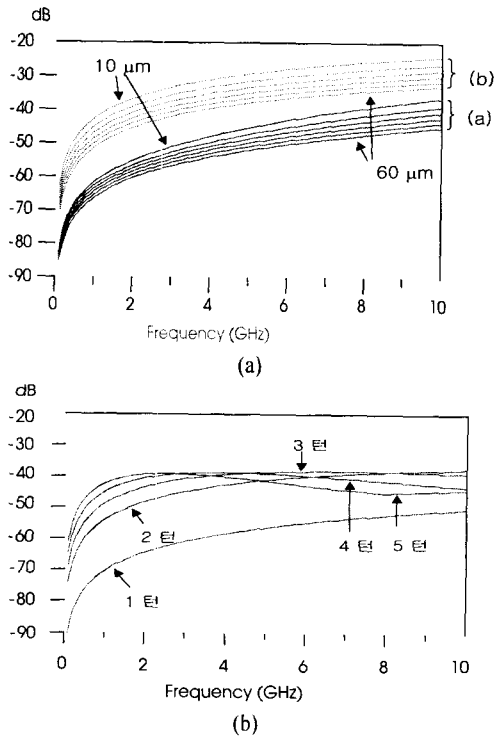 dB
-20
10 μm
-30
(b)
-40
(a)
-50
60 μm
-60
-70
-80
-90
0 2 4 6 8 10
Frequency (GHz)
(a)
dB
-20
3 턴
-30
-40
-50
2 턴 4 턴 5 턴
-60
-70
1 턴
-80
-90
0 2 4 6 8 10
Frequency (GHz)
(b)